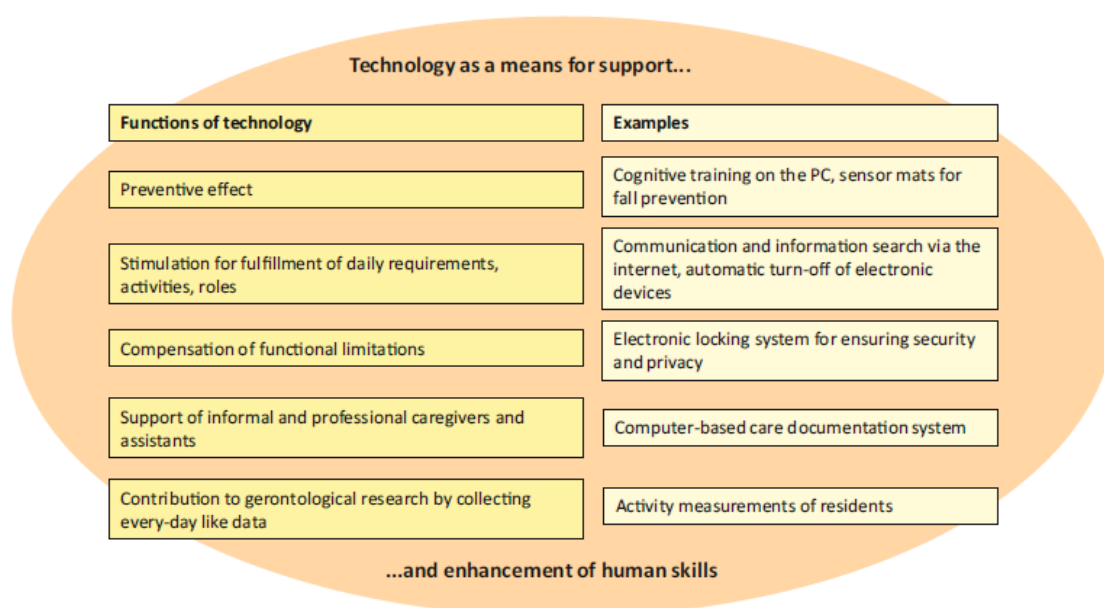 Technology as a means for support...
Functions of technology
Examples
Preventive effect
Cognitive training on the PC, sensor mats for
fall prevention
Stimulation for fulfillment of daily requirements,
activities, roles
Communication and information search via the
internet, automatic turn-off of electronic
devices
Compensation of functional limitations
Electronic locking system for ensuring security
and privacy
Support of informal and professional caregivers and
assistants
Computer-based care documentation system
Contribution to gerontological research by collecting
every-day like data
Activity measurements of residents
...and enhancement of human skills